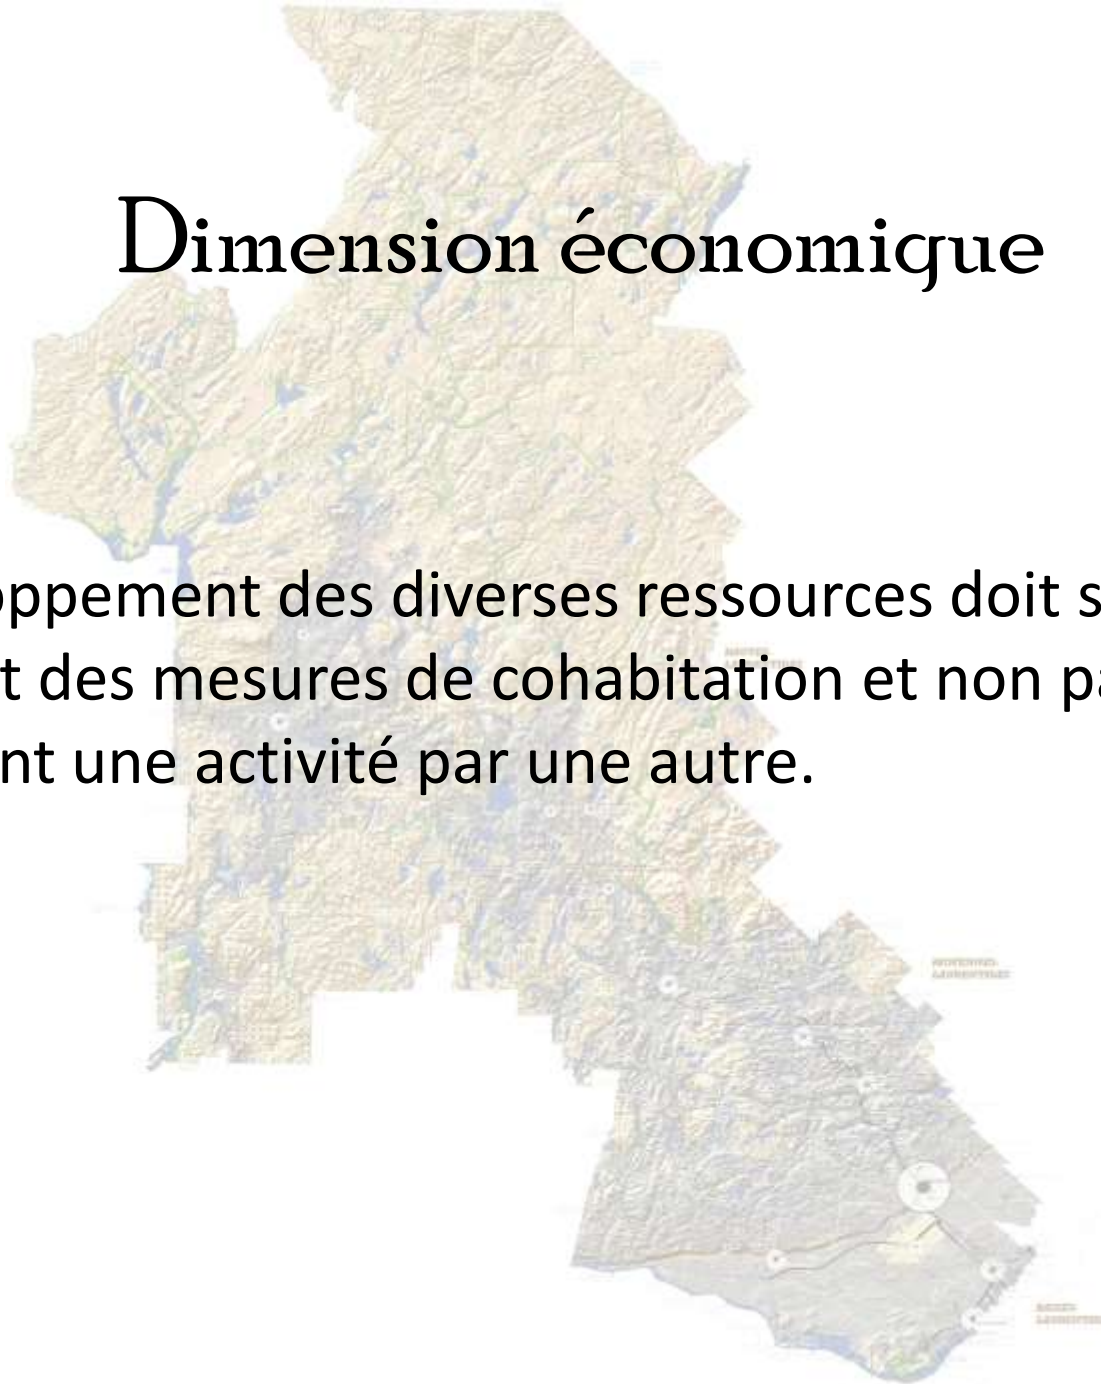 Dimension économique
oppement des diverses ressources doit s
t des mesures de cohabitation et non pa
nt une activité par une autre.
LAURENTIDES